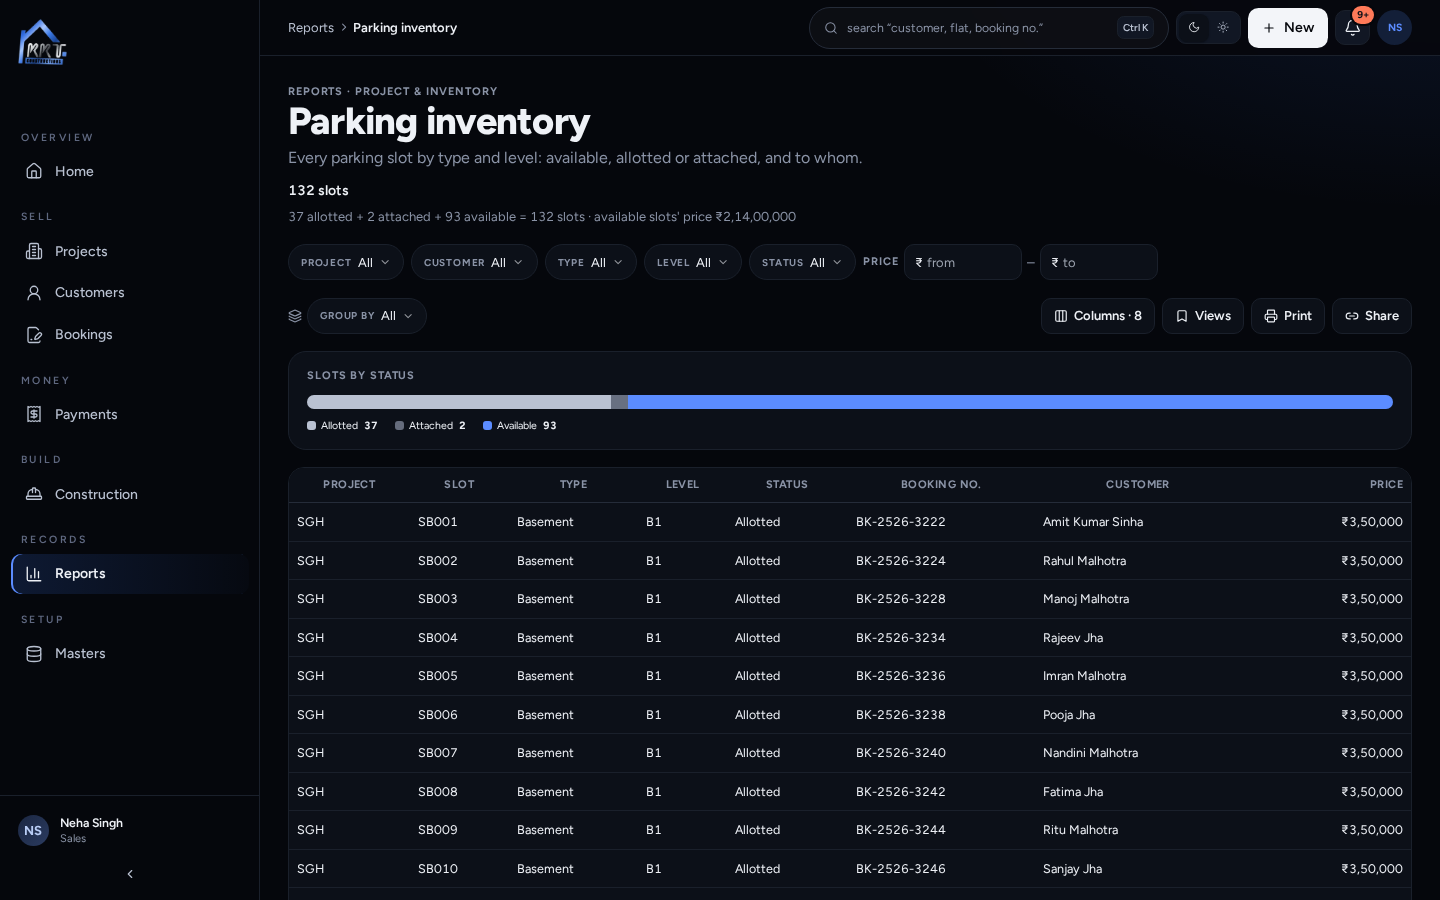 Reports > Parking inventory
search “customer, flat, booking no.”
Ctrl K
New
9+
NS
OVERVIEW
Home
SELL
Projects
Customers
Bookings
MONEY
Payments
BUILD
Construction
RECORDS
Reports
SETUP
Masters
NS
Neha Singh
Sales
REPORTS · PROJECT & INVENTORY
Parking inventory
Every parking slot by type and level: available, allotted or attached, and to whom.
132 slots
37 allotted + 2 attached + 93 available = 132 slots · available slots' price ₹2,14,00,000
PROJECT All CUSTOMER All TYPE All LEVEL All STATUS All PRICE ₹ from – ₹ to
GROUP BY All Columns · 8 Views Print Share
SLOTS BY STATUS
Allotted 37 Attached 2 Available 93
PROJECT SLOT TYPE LEVEL STATUS BOOKING NO. CUSTOMER PRICE
SGH SB001 Basement B1 Allotted BK-2526-3222 Amit Kumar Sinha ₹3,50,000
SGH SB002 Basement B1 Allotted BK-2526-3224 Rahul Malhotra ₹3,50,000
SGH SB003 Basement B1 Allotted BK-2526-3228 Manoj Malhotra ₹3,50,000
SGH SB004 Basement B1 Allotted BK-2526-3234 Rajeev Jha ₹3,50,000
SGH SB005 Basement B1 Allotted BK-2526-3236 Imran Malhotra ₹3,50,000
SGH SB006 Basement B1 Allotted BK-2526-3238 Pooja Jha ₹3,50,000
SGH SB007 Basement B1 Allotted BK-2526-3240 Nandini Malhotra ₹3,50,000
SGH SB008 Basement B1 Allotted BK-2526-3242 Fatima Jha ₹3,50,000
SGH SB009 Basement B1 Allotted BK-2526-3244 Ritu Malhotra ₹3,50,000
SGH SB010 Basement B1 Allotted BK-2526-3246 Sanjay Jha ₹3,50,000